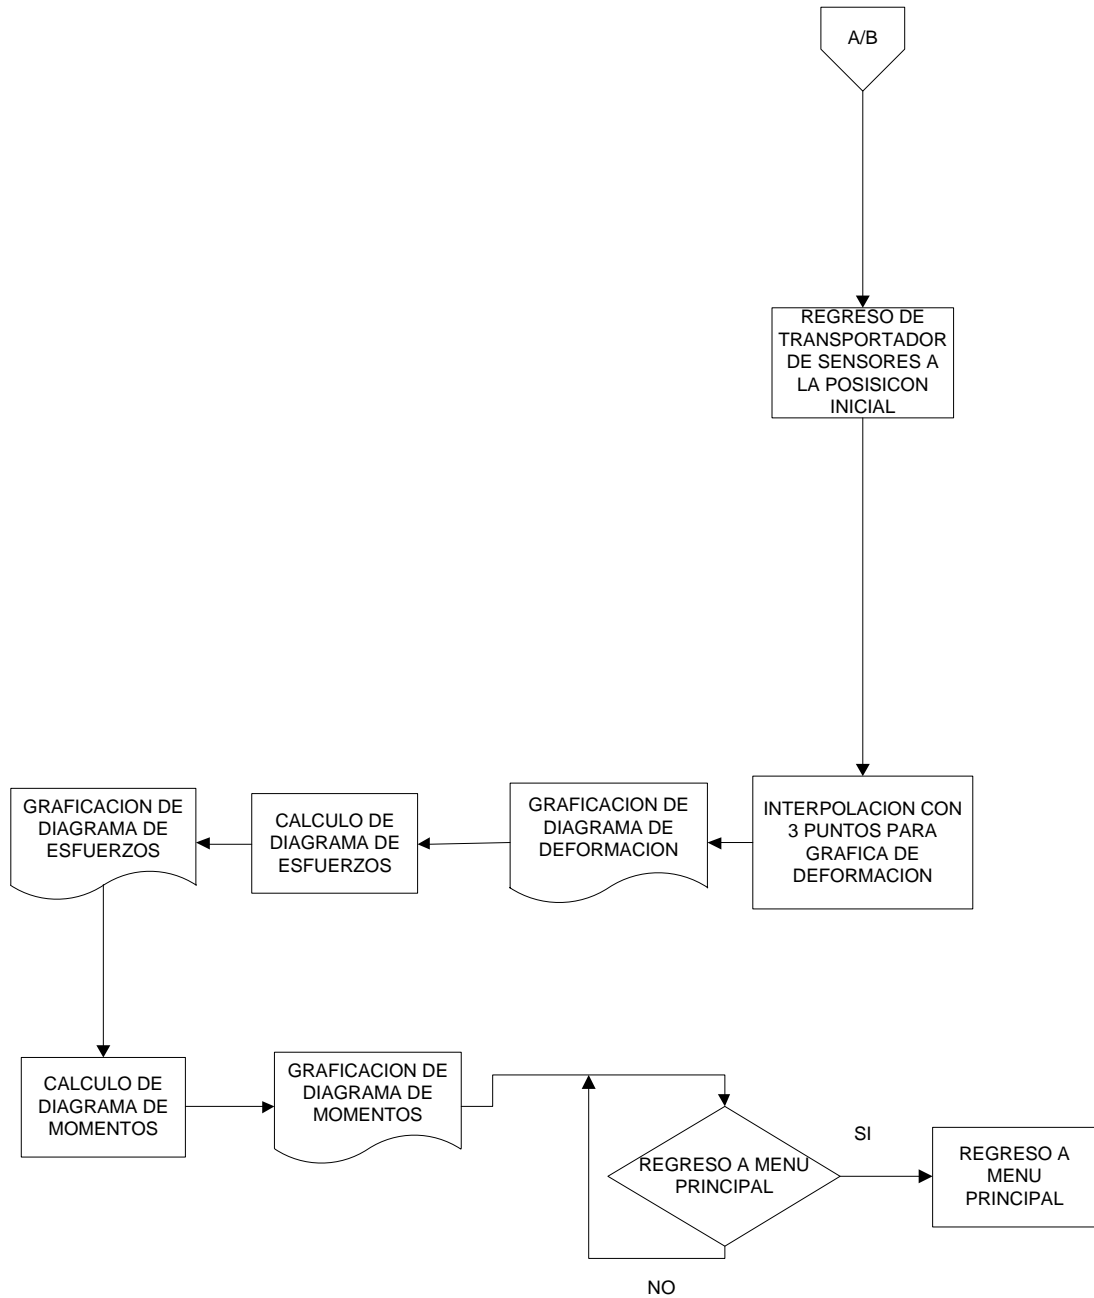 A/B
REGRESO DE
TRANSPORTADOR
DE SENSORES A
LA POSISICON
INICIAL
INTERPOLACION CON
3 PUNTOS PARA
GRAFICA DE
DEFORMACION
GRAFICACION DE
DIAGRAMA DE
DEFORMACION
CALCULO DE
DIAGRAMA DE
ESFUERZOS
GRAFICACION DE
DIAGRAMA DE
ESFUERZOS
CALCULO DE
DIAGRAMA DE
MOMENTOS
GRAFICACION DE
DIAGRAMA DE
MOMENTOS
REGRESO A MENU
PRINCIPAL
SI
REGRESO A
MENU
PRINCIPAL
NO